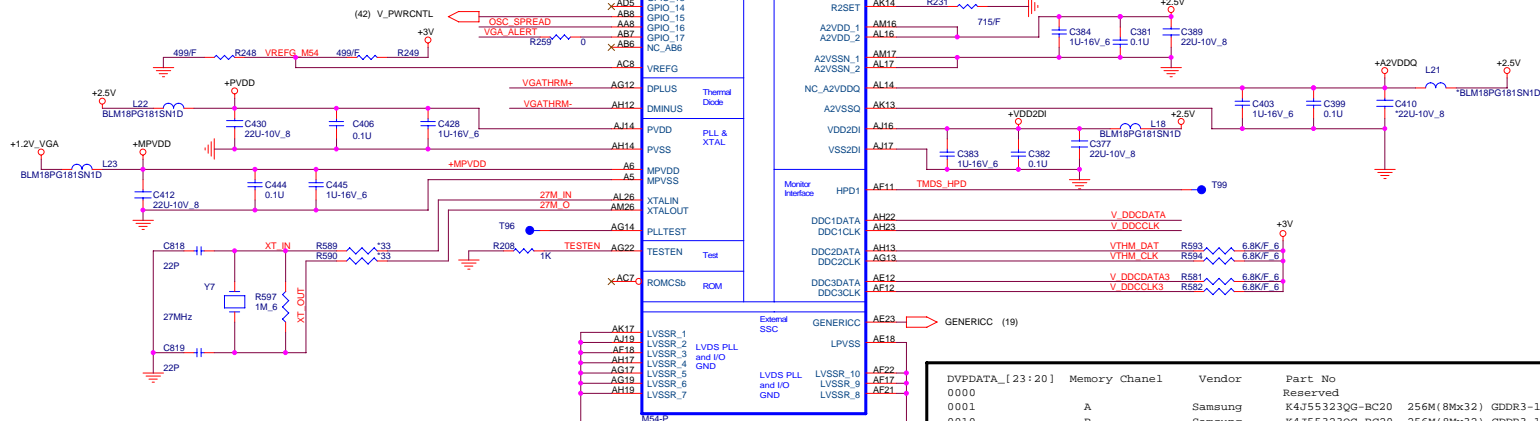 AD5
GPIO_14
(42) V_PWRCNTL
AB8
GPIO_15
OSC_SPREAD
AA8
GPIO_16
VGA_ALERT
AB7
GPIO_17
R259
0
AB6
NC_AB6
+3V
499/F
R248
VREFG_M54
499/F
R249
AC8
VREFG
+2.5V
L22
BLM18PG181SN1D
+PVDD
C430
22U-10V_8
C406
0.1U
C428
1U-16V_6
VGATHRM+
AG12
DPLUS
VGATHRM-
AH12
DMINUS
Thermal
Diode
AJ14
PVDD
AH14
PVSS
PLL &
XTAL
+1.2V_VGA
L23
BLM18PG181SN1D
+MPVDD
+MPVDD
A6
MPVDD
A5
MPVSS
C412
22U-10V_8
C444
0.1U
C445
1U-16V_6
27M_IN
AL26
XTALIN
27M_O
AM26
XTALOUT
T96
AG14
PLLTEST
R208
1K
TESTEN
AG22
TESTEN
Test
C818
22P
XT_IN
R589
*33
R590
*33
Y7
27MHz
R597
1M_6
XT_OUT
C819
22P
AC7
ROMCSb
ROM
AK17
LVSSR_1
AJ19
LVSSR_2
AF18
LVSSR_3
AH17
LVSSR_4
AG17
LVSSR_5
AG19
LVSSR_6
AH19
LVSSR_7
LVDS PLL
and I/O
GND
M54-P
R2SET
AK14
R231
715/F
A2VDD_1
AM16
A2VDD_2
AL16
C384
1U-16V_6
C381
0.1U
+2.5V
C389
22U-10V_8
A2VSSN_1
AM17
A2VSSN_2
AL17
NC_A2VDDQ
AL14
A2VSSQ
AK13
+A2VDDQ
L21
+2.5V
*BLM18PG181SN1D
C403
1U-16V_6
C399
0.1U
C410
*22U-10V_8
VDD2DI
AJ16
VSS2DI
AJ17
+VDD2DI
L18
BLM18PG181SN1D
+2.5V
C383
1U-16V_6
C382
0.1U
C377
22U-10V_8
Monitor
Interface
HPD1
AF11
TMDS_HPD
T99
DDC1DATA
AH22
V_DDCDATA
DDC1CLK
AH23
V_DDCCLK
+3V
DDC2DATA
AH13
VTHM_DAT
R593
6.8K/F_6
DDC2CLK
AG13
VTHM_CLK
R594
6.8K/F_6
DDC3DATA
AE12
V_DDCDATA3
R581
6.8K/F_6
DDC3CLK
AF12
V_DDCCLK3
R582
6.8K/F_6
External
SSC
GENERICC
AE23
GENERICC (19)
LPVSS
AE18
LVDS PLL
and I/O
GND
LVSSR_10
AF22
LVSSR_9
AF17
LVSSR_8
AF21
DVPDATA_[23:20] Memory Chanel Vendor Part No
0000 Reserved
0001 A Samsung K4J55323QG-BC20 256M(8Mx32) GDDR3-1